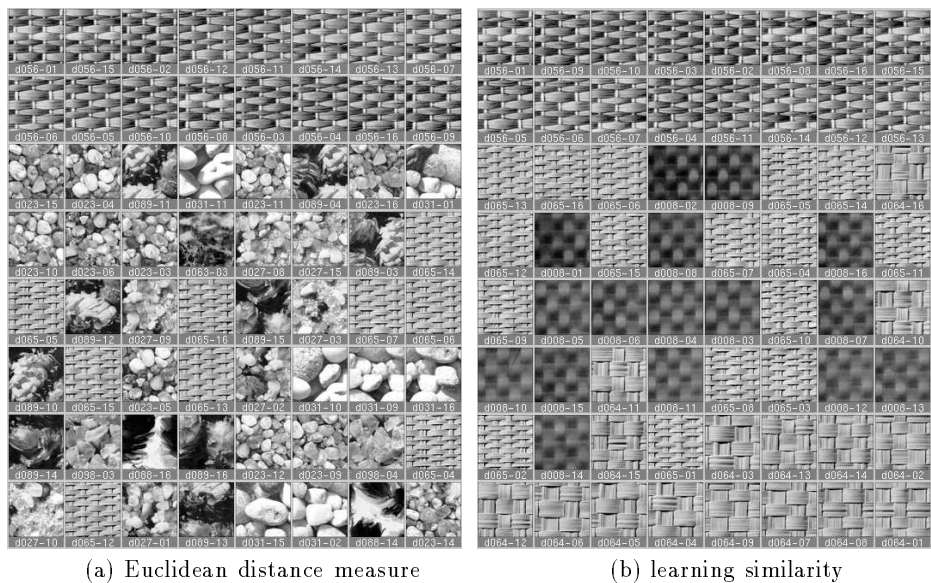 d056-01 d056-15 d056-02 d056-12 d056-11 d056-14 d056-13 d056-07
d056-06 d056-05 d056-10 d056-08 d056-03 d056-04 d056-16 d056-09
d023-15 d023-04 d089-11 d031-11 d023-11 d089-04 d023-16 d031-01
d023-10 d023-06 d023-03 d063-03 d027-08 d027-15 d089-03 d065-14
d065-05 d089-12 d027-09 d065-16 d089-15 d027-03 d065-07 d065-06
d089-10 d065-15 d023-05 d065-13 d027-02 d031-10 d031-09 d031-16
d089-14 d098-03 d088-16 d089-16 d023-12 d023-09 d098-04 d065-04
d027-10 d065-12 d027-01 d089-13 d031-15 d031-02 d088-14 d023-14
(a) Euclidean distance measure
d056-01 d056-09 d056-10 d056-03 d056-02 d056-08 d056-16 d056-15
d056-05 d056-06 d056-07 d056-04 d056-11 d056-14 d056-12 d056-13
d065-13 d065-16 d065-06 d008-02 d008-09 d065-05 d065-14 d064-16
d065-12 d008-01 d065-15 d008-08 d065-07 d065-04 d008-16 d065-11
d065-09 d008-05 d008-06 d008-04 d008-03 d065-10 d008-07 d064-10
d008-10 d008-15 d064-11 d008-11 d065-08 d065-03 d008-12 d008-13
d065-02 d008-14 d064-15 d065-01 d064-03 d064-13 d064-14 d064-02
d064-12 d064-06 d064-05 d064-04 d064-09 d064-07 d064-08 d064-01
(b) learning similarity